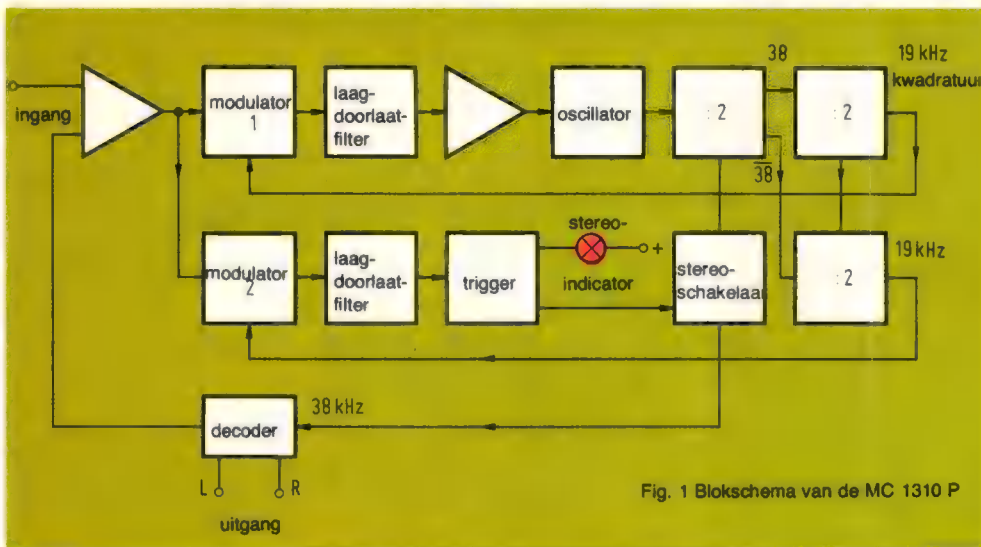 ingang
modulator
1
laag-
doorlaat-
filter
oscillator
: 2
38
38
: 2
19 kHz
kwadratuur
modulator
2
laag-
doorlaat-
filter
trigger
stereo-
+
indicator
stereo-
schakelaar
: 2
19 kHz
38 kHz
decoder
L
R
uitgang
Fig. 1 Blokschema van de MC 1310 P